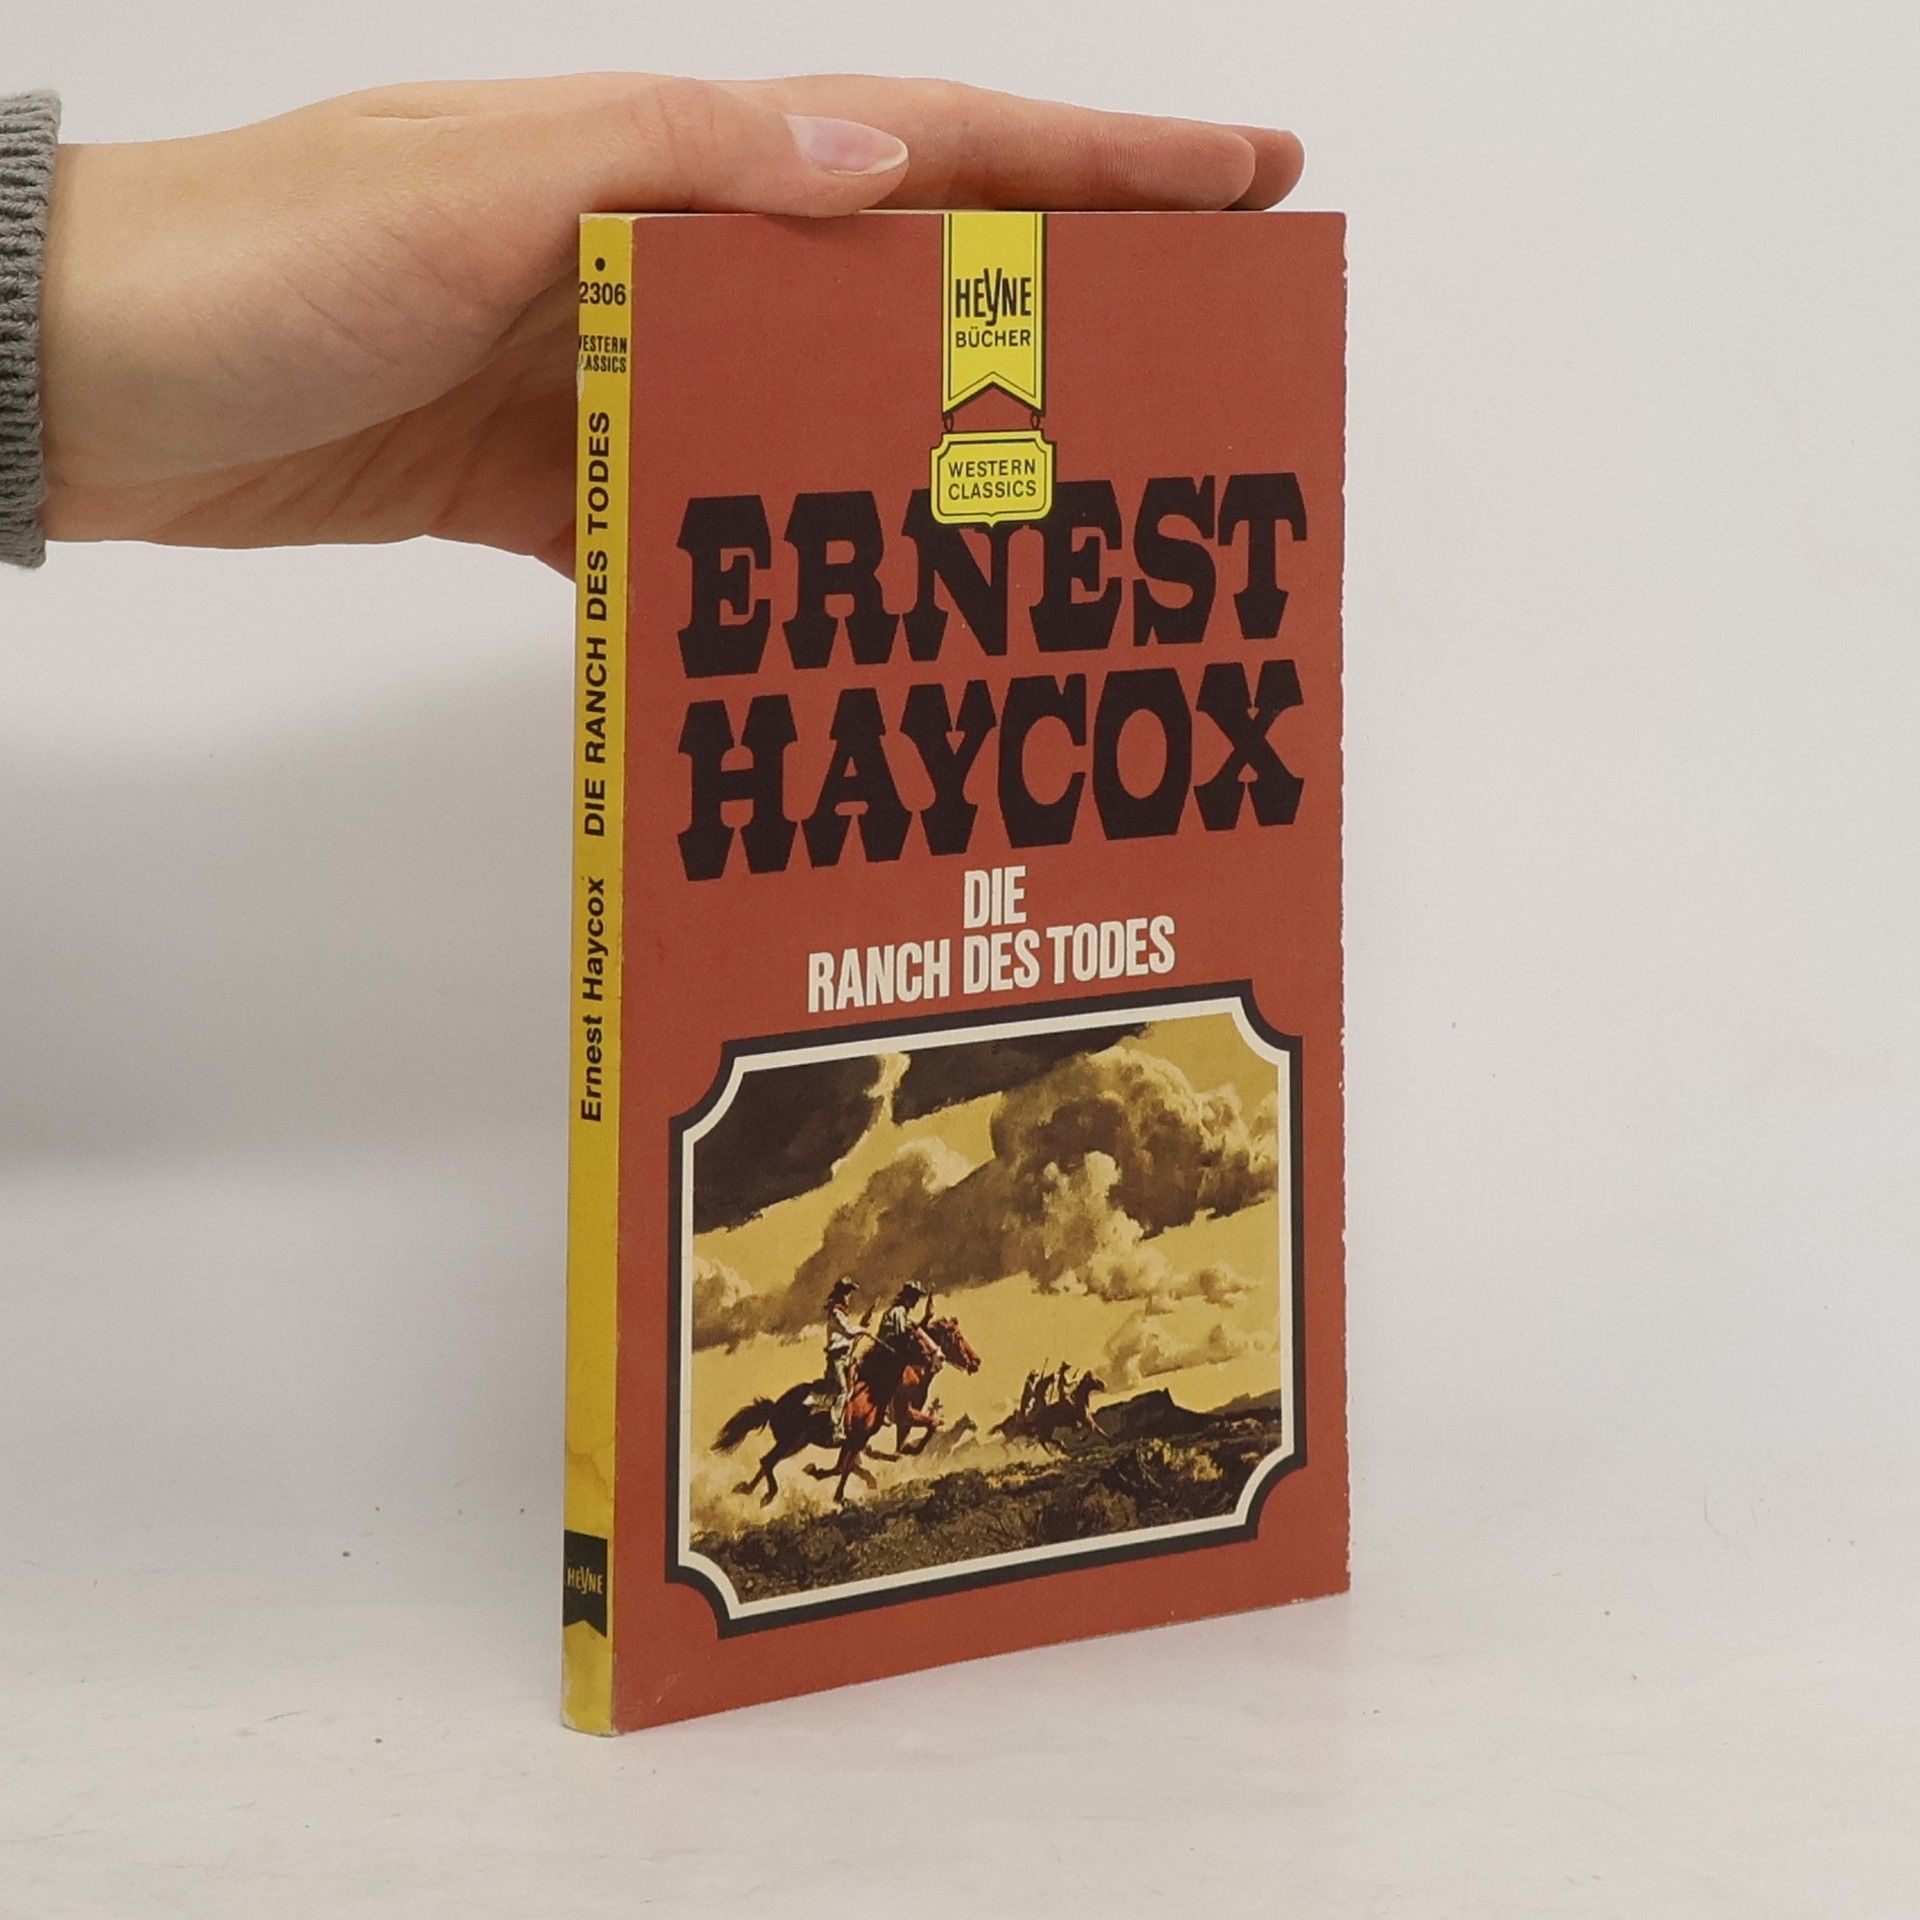 2306
WESTERN
CLASSICS
Ernest Haycox DIE RANCH DES TODES
HEYNE
HEYNE
BÜCHER
WESTERN
CLASSICS
ERNEST
HAYCOX
DIE
RANCH DES TODES